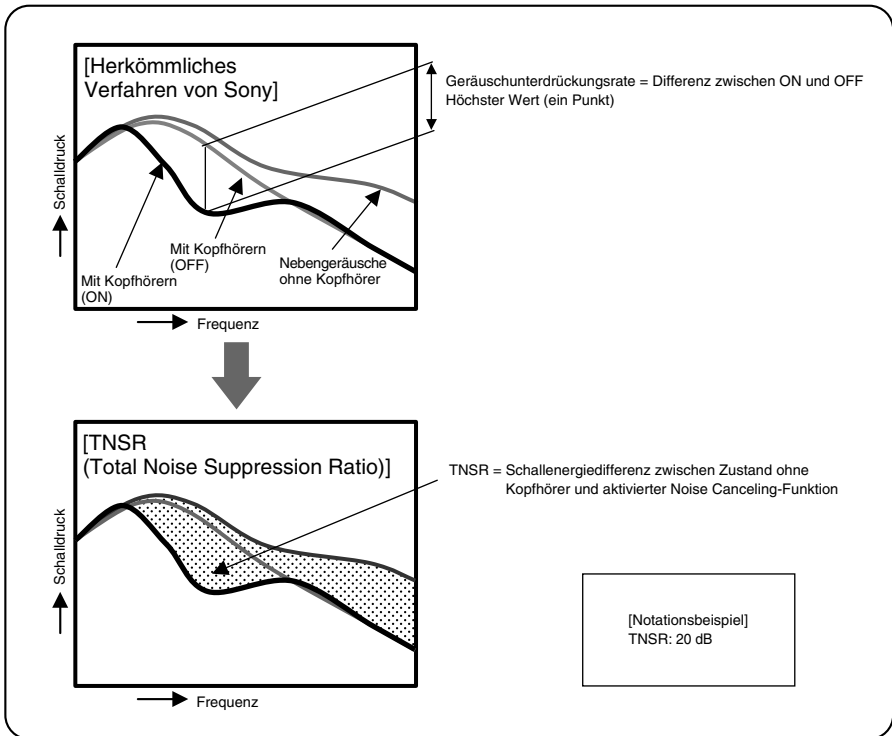 [Herkömmliches
Verfahren von Sony]
Geräuschunterdrückungsrate = Differenz zwischen ON und OFF
Höchster Wert (ein Punkt)
Schalldruck
Mit Kopfhörern
(ON)
Mit Kopfhörern
(OFF)
Nebengeräusche
ohne Kopfhörer
Frequenz
[TNSR
(Total Noise Suppression Ratio)]
TNSR = Schallenergiedifferenz zwischen Zustand ohne
Kopfhörer und aktivierter Noise Canceling-Funktion
Schalldruck
[Notationsbeispiel]
TNSR: 20 dB
Frequenz